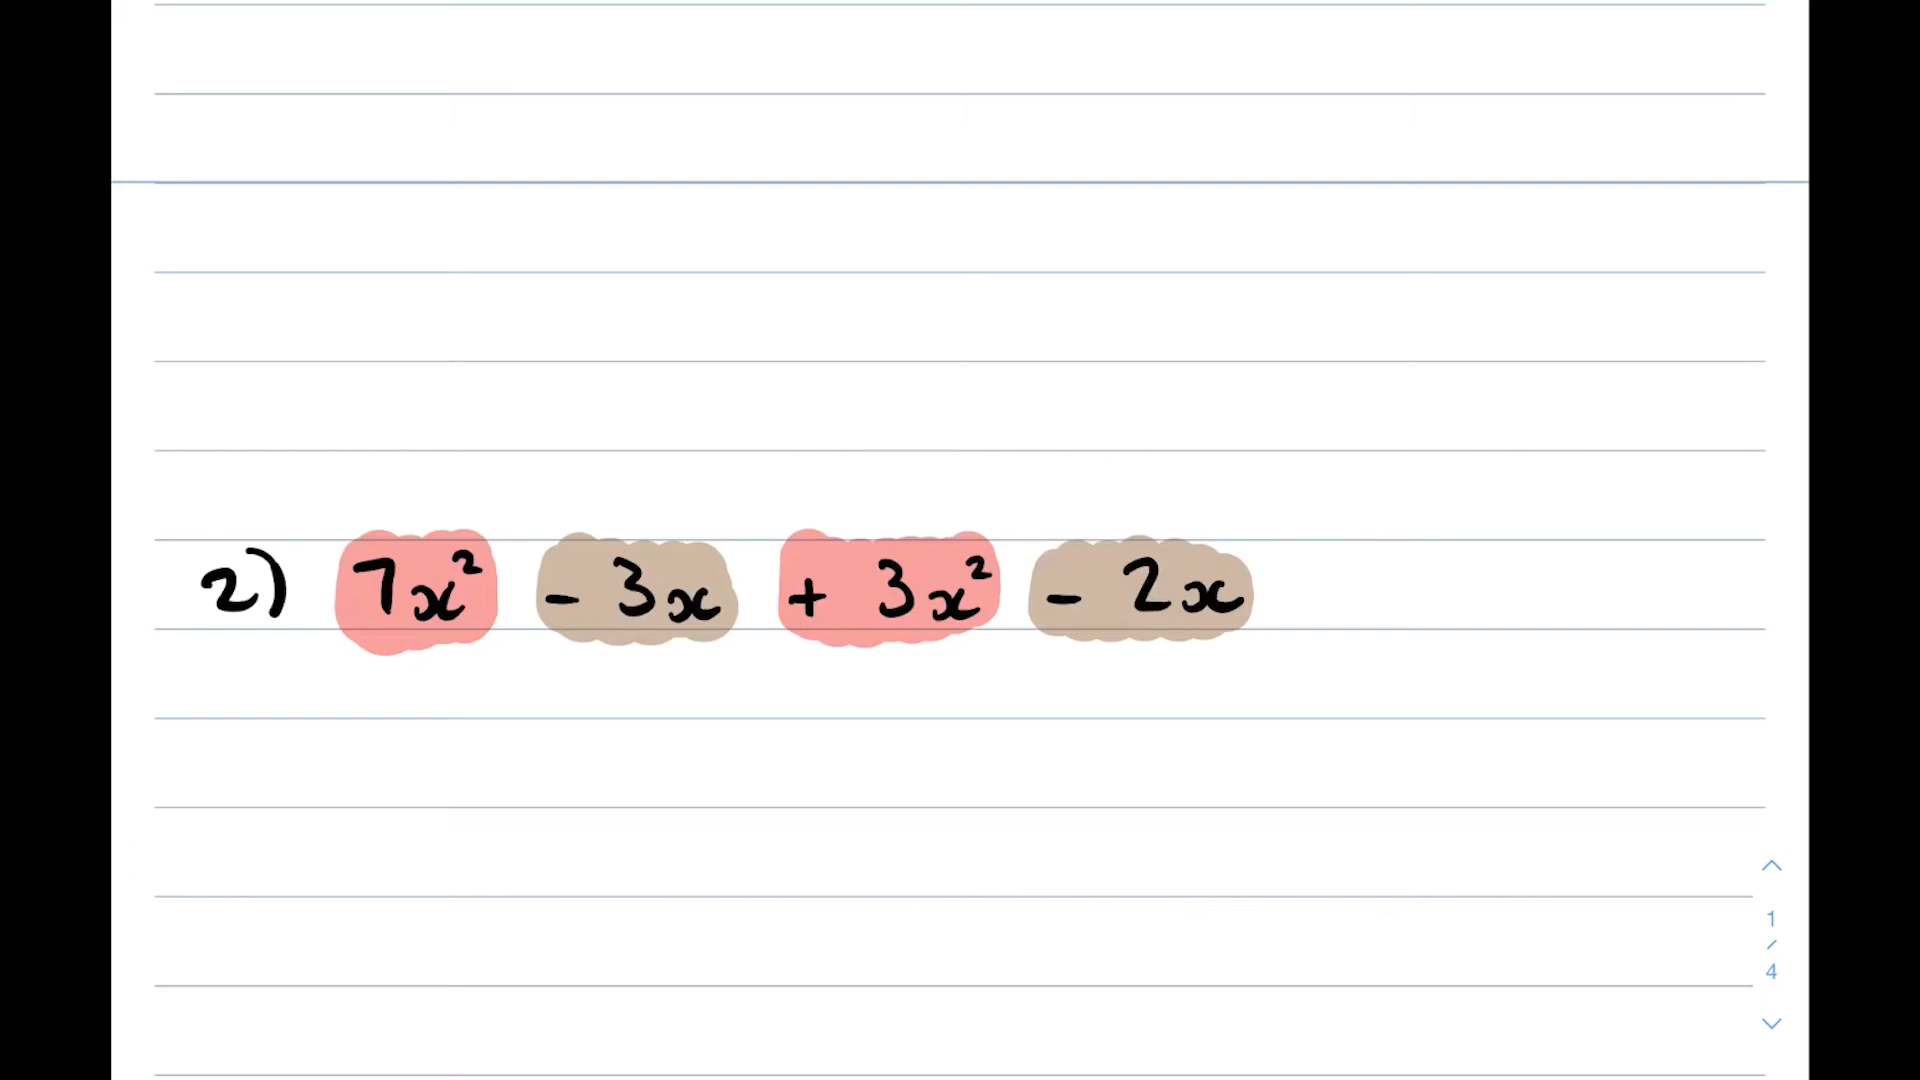 2) 7x² - 3x + 3x² - 2x
1
/
4